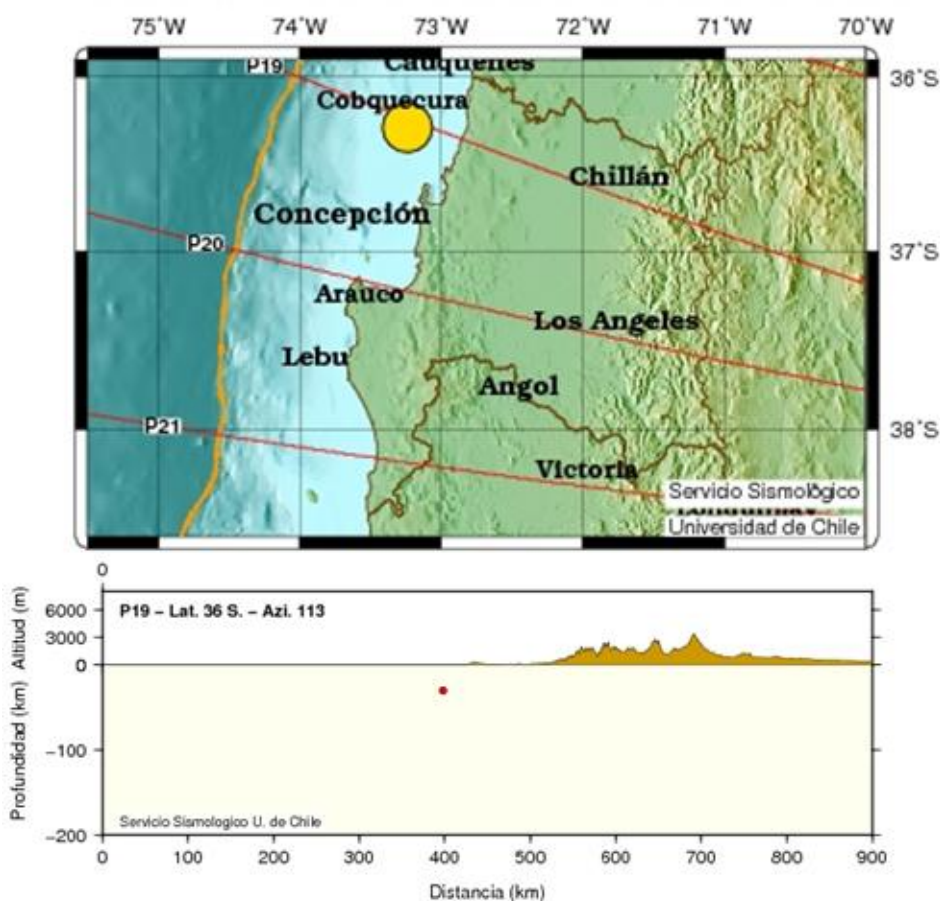 75˚W 74˚W 73˚W 72˚W 71˚W 70˚W
P19
Cauquenes
36˚S
Cobquecura
Chillán
Concepción
P20
37˚S
Arauco
Los Angeles
Lebu
Angol
P21
38˚S
Victoria
Servicio Sismológico
Universidad de Chile
0
P19 – Lat. 36 S. – Azi. 113
Altitud (m)
6000
3000
0
Profundidad (km)
−100
−200
Servicio Sismologico U. de Chile
0 100 200 300 400 500 600 700 800 900
Distancia (km)